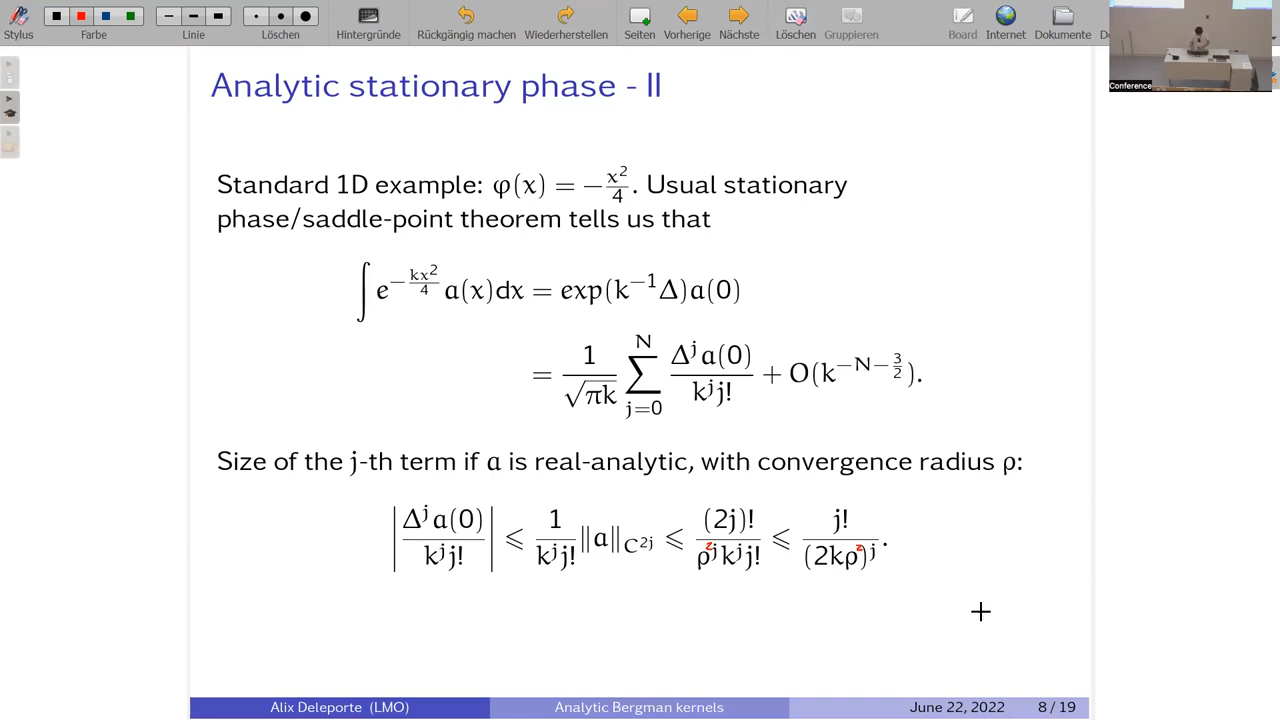 Stylus Farbe Linie Löschen Hintergründe Rückgängig machen Wiederherstellen Seiten Vorherige Nächste Löschen Gruppieren Board Internet Dokumente
Conference
Analytic stationary phase - II
Standard 1D example: φ(x) = −x²/4. Usual stationary
phase/saddle-point theorem tells us that
∫ e^{−kx²/4} a(x)dx = exp(k⁻¹Δ)a(0)
= 1/√(πk) ∑_{j=0}^{N} Δ^j a(0)/(k^j j!) + O(k^{−N−3/2}).
Size of the j-th term if a is real-analytic, with convergence radius ρ:
|Δ^j a(0)/(k^j j!)| ⩽ 1/(k^j j!) ‖a‖_{C^{2j}} ⩽ (2j)!/(ρ^{2j} k^j j!) ⩽ j!/(2kρ²)^j.
Alix Deleporte (LMO) Analytic Bergman kernels June 22, 2022 8 / 19